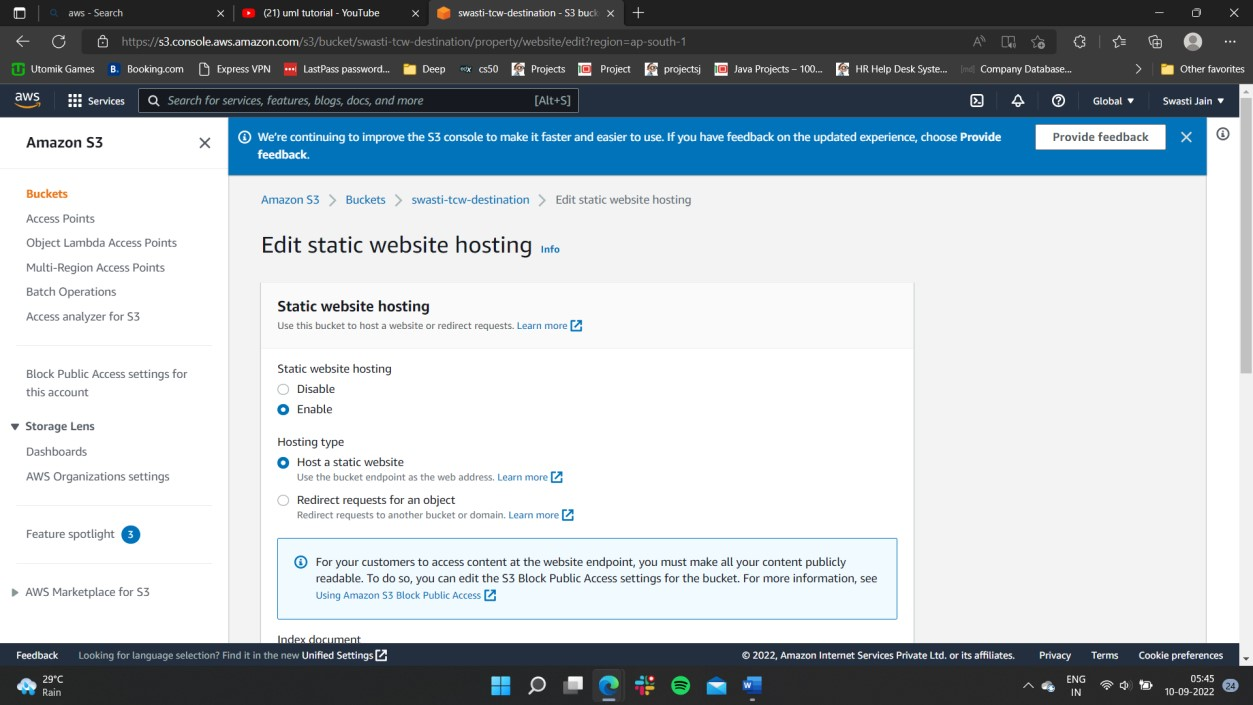 aws - Search
(21) uml tutorial - YouTube
swasti-tcw-destination - S3 buck
https://s3.console.aws.amazon.com/s3/bucket/swasti-tcw-destination/property/website/edit?region=ap-south-1
Utomik Games
Booking.com
Express VPN
LastPass password...
Deep
cs50
Projects
Project
projectsj
Java Projects – 100...
HR Help Desk Syste...
Company Database...
Other favorites
aws
Services
Search for services, features, blogs, docs, and more
[Alt+S]
Global ▼
Swasti Jain ▼
Amazon S3
We're continuing to improve the S3 console to make it faster and easier to use. If you have feedback on the updated experience, choose Provide
feedback.
Provide feedback
Buckets
Access Points
Object Lambda Access Points
Multi-Region Access Points
Batch Operations
Access analyzer for S3
Block Public Access settings for
this account
Storage Lens
Dashboards
AWS Organizations settings
Feature spotlight 3
AWS Marketplace for S3
Amazon S3 > Buckets > swasti-tcw-destination > Edit static website hosting
Edit static website hosting Info
Static website hosting
Use this bucket to host a website or redirect requests. Learn more
Static website hosting
Disable
Enable
Hosting type
Host a static website
Use the bucket endpoint as the web address. Learn more
Redirect requests for an object
Redirect requests to another bucket or domain. Learn more
For your customers to access content at the website endpoint, you must make all your content publicly
readable. To do so, you can edit the S3 Block Public Access settings for the bucket. For more information, see
Using Amazon S3 Block Public Access
Index document
Feedback
Looking for language selection? Find it in the new Unified Settings
© 2022, Amazon Internet Services Private Ltd. or its affiliates.
Privacy
Terms
Cookie preferences
29°C
Rain
ENG
IN
05:45
10-09-2022
24